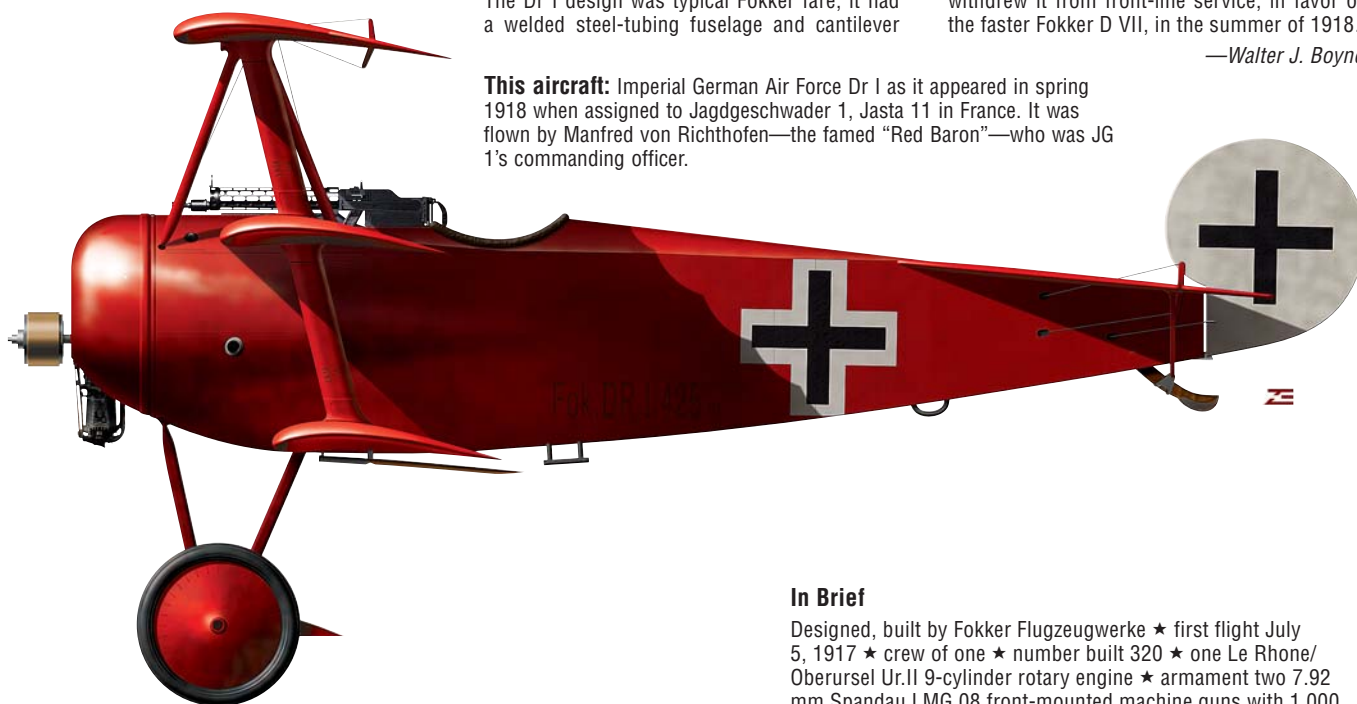 The Dr I design was typical Fokker fare; it had
a welded steel-tubing fuselage and cantilever
withdrew it from front-line service, in favor
the faster Fokker D VII, in the summer of 1918.
—Walter J. Boyne
This aircraft: Imperial German Air Force Dr I as it appeared in spring
1918 when assigned to Jagdgeschwader 1, Jasta 11 in France. It was
flown by Manfred von Richthofen—the famed “Red Baron”—who was JG
1’s commanding officer.
Fok.DR.I 425
In Brief
Designed, built by Fokker Flugzeugwerke ★ first flight July
5, 1917 ★ crew of one ★ number built 320 ★ one Le Rhone/
Oberursel Ur.II 9-cylinder rotary engine ★ armament two 7.92
mm Spandau LMG 08 front-mounted machine guns with 1,000